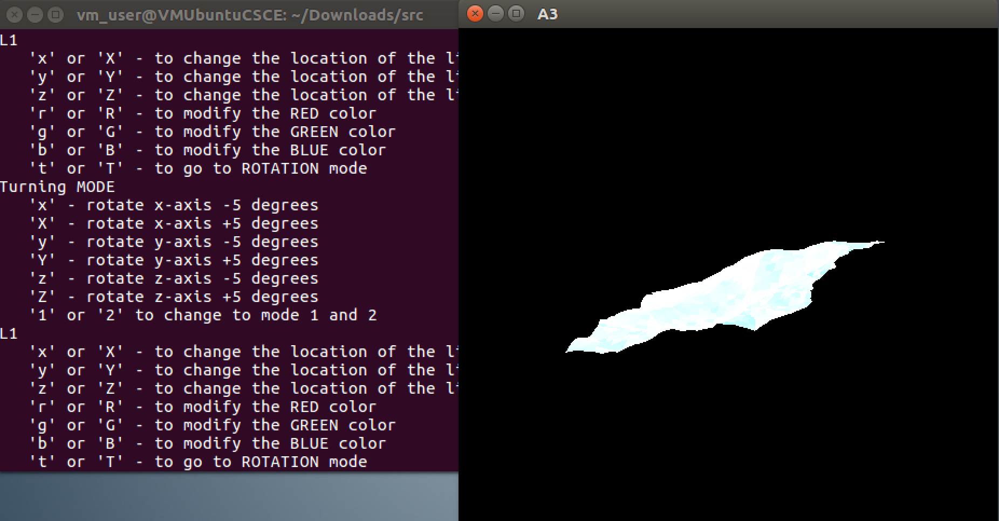 vm_user@VMUbuntuCSCE: ~/Downloads/src
L1
'x' or 'X' - to change the location of the
'y' or 'Y' - to change the location of the
'z' or 'Z' - to change the location of the
'r' or 'R' - to modify the RED color
'g' or 'G' - to modify the GREEN color
'b' or 'B' - to modify the BLUE color
't' or 'T' - to go to ROTATION mode
Turning MODE
'x' - rotate x-axis -5 degrees
'X' - rotate x-axis +5 degrees
'y' - rotate y-axis -5 degrees
'Y' - rotate y-axis +5 degrees
'z' - rotate z-axis -5 degrees
'Z' - rotate z-axis +5 degrees
'1' or '2' to change to mode 1 and 2
L1
'x' or 'X' - to change the location of the
'y' or 'Y' - to change the location of the
'z' or 'Z' - to change the location of the
'r' or 'R' - to modify the RED color
'g' or 'G' - to modify the GREEN color
'b' or 'B' - to modify the BLUE color
't' or 'T' - to go to ROTATION mode
A3